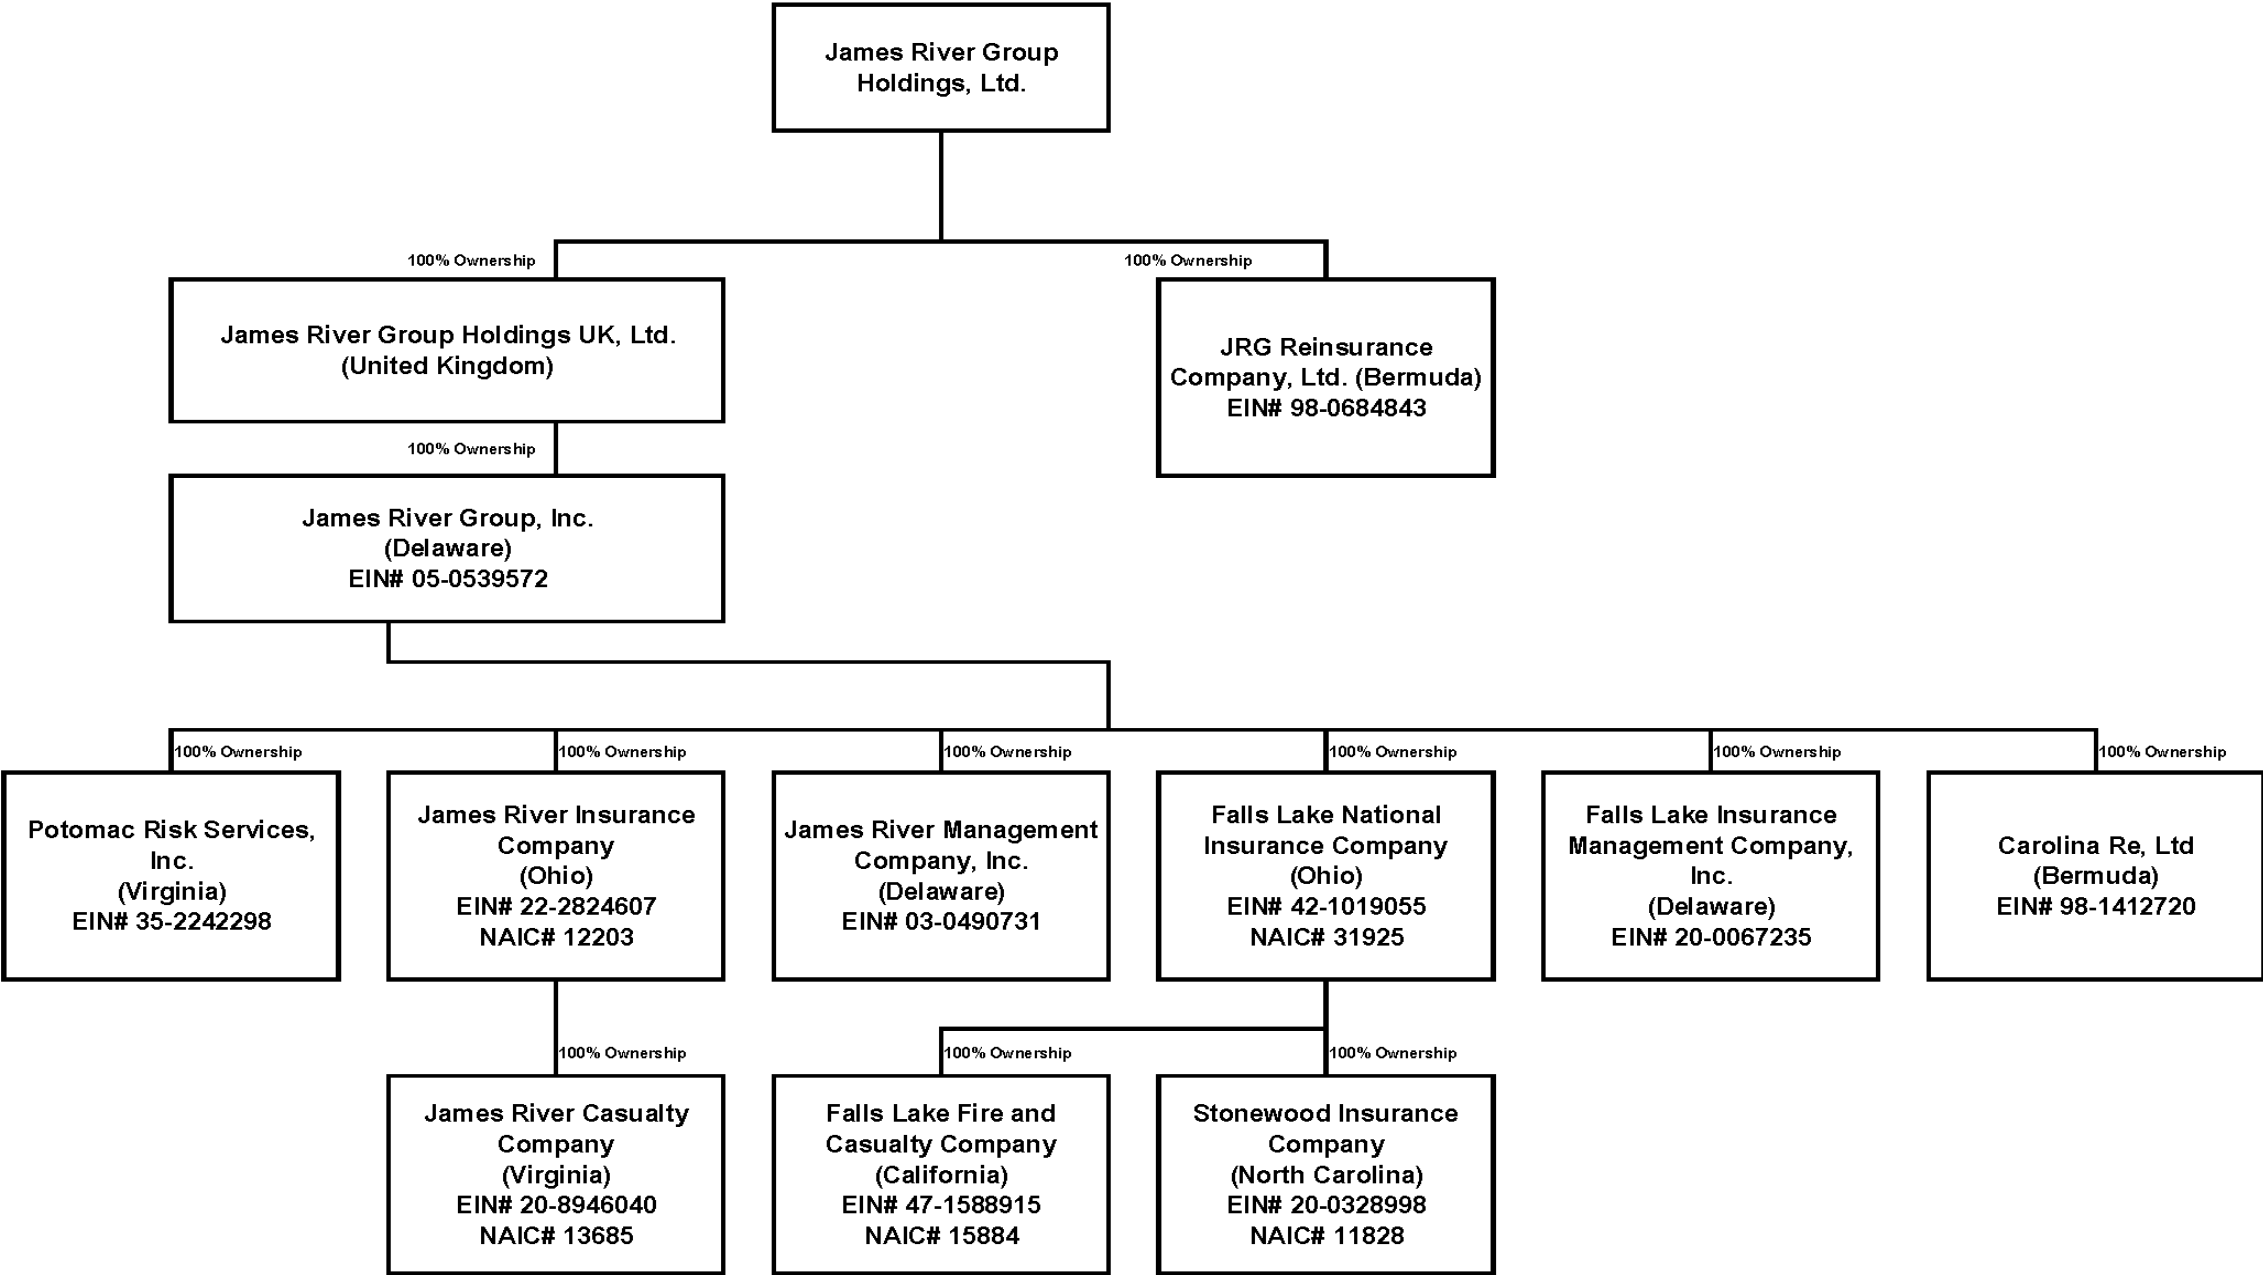 James River Group
Holdings, Ltd.
100% Ownership
100% Ownership
James River Group Holdings UK, Ltd.
(United Kingdom)
JRG Reinsurance
Company, Ltd. (Bermuda)
EIN# 98-0684843
100% Ownership
James River Group, Inc.
(Delaware)
EIN# 05-0539572
100% Ownership
100% Ownership
100% Ownership
100% Ownership
100% Ownership
100% Ownership
Potomac Risk Services,
Inc.
(Virginia)
EIN# 35-2242298
James River Insurance
Company
(Ohio)
EIN# 22-2824607
NAIC# 12203
James River Management
Company, Inc.
(Delaware)
EIN# 03-0490731
Falls Lake National
Insurance Company
(Ohio)
EIN# 42-1019055
NAIC# 31925
Falls Lake Insurance
Management Company,
Inc.
(Delaware)
EIN# 20-0067235
Carolina Re, Ltd
(Bermuda)
EIN# 98-1412720
100% Ownership
100% Ownership
100% Ownership
James River Casualty
Company
(Virginia)
EIN# 20-8946040
NAIC# 13685
Falls Lake Fire and
Casualty Company
(California)
EIN# 47-1588915
NAIC# 15884
Stonewood Insurance
Company
(North Carolina)
EIN# 20-0328998
NAIC# 11828